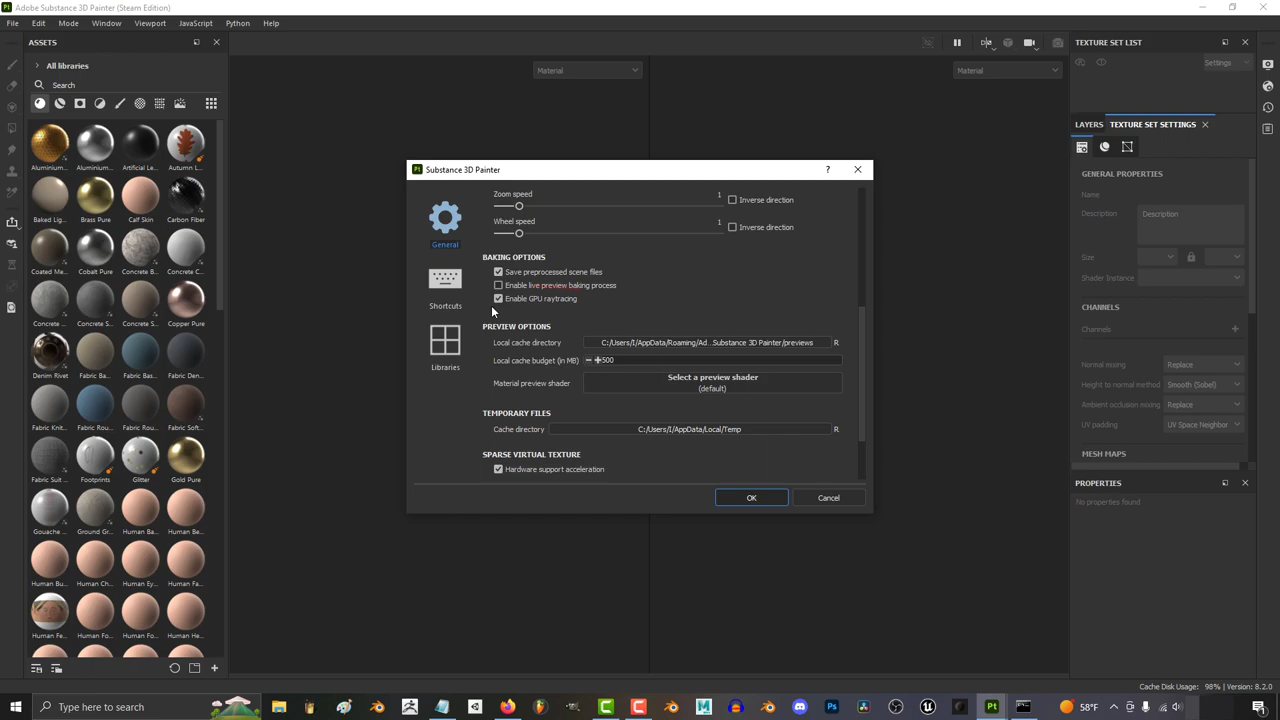 Adobe Substance 3D Painter (Steam Edition)
File Edit Mode Window Viewport JavaScript Python Help
ASSETS
All libraries
Search
Aluminium... Aluminium... Artificial Le... Autumn L...
Baked Lig... Brass Pure Calf Skin Carbon Fiber
Coated Me... Cobalt Pure Concrete B... Concrete C...
Concrete ... Concrete S... Concrete S... Copper Pure
Denim Rivet Fabric Ba... Fabric Ba... Fabric De...
Fabric Kni... Fabric Rou... Fabric Rou... Fabric Soft...
Fabric Suit ... Footprints Glitter Gold Pure
Gouache ... Ground Gr... Human Ba... Human Be...
Human Bu... Human Ch... Human Ey... Human Fa...
Human Fe... Human Fo... Human Fo... Human He...
Material
Material
Substance 3D Painter
?
General
Shortcuts
Libraries
Zoom speed 1 Inverse direction
Wheel speed 1 Inverse direction
BAKING OPTIONS
Save preprocessed scene files
Enable live preview baking process
Enable GPU raytracing
PREVIEW OPTIONS
Local cache directory C:/Users/I/AppData/Roaming/Ad...Substance 3D Painter/previews R
Local cache budget (in MB) 500
Material preview shader Select a preview shader
(default)
TEMPORARY FILES
Cache directory C:/Users/I/AppData/Local/Temp R
SPARSE VIRTUAL TEXTURE
Hardware support acceleration
OK Cancel
TEXTURE SET LIST
Settings
LAYERS TEXTURE SET SETTINGS
GENERAL PROPERTIES
Name
Description Description
Size
Shader Instance
CHANNELS
Channels
Normal mixing Replace
Height to normal method Smooth (Sobel)
Ambient occlusion mixing Replace
UV padding UV Space Neighbor
MESH MAPS
PROPERTIES
No properties found
Cache Disk Usage: 98% | Version: 8.2.0
Type here to search
58°F